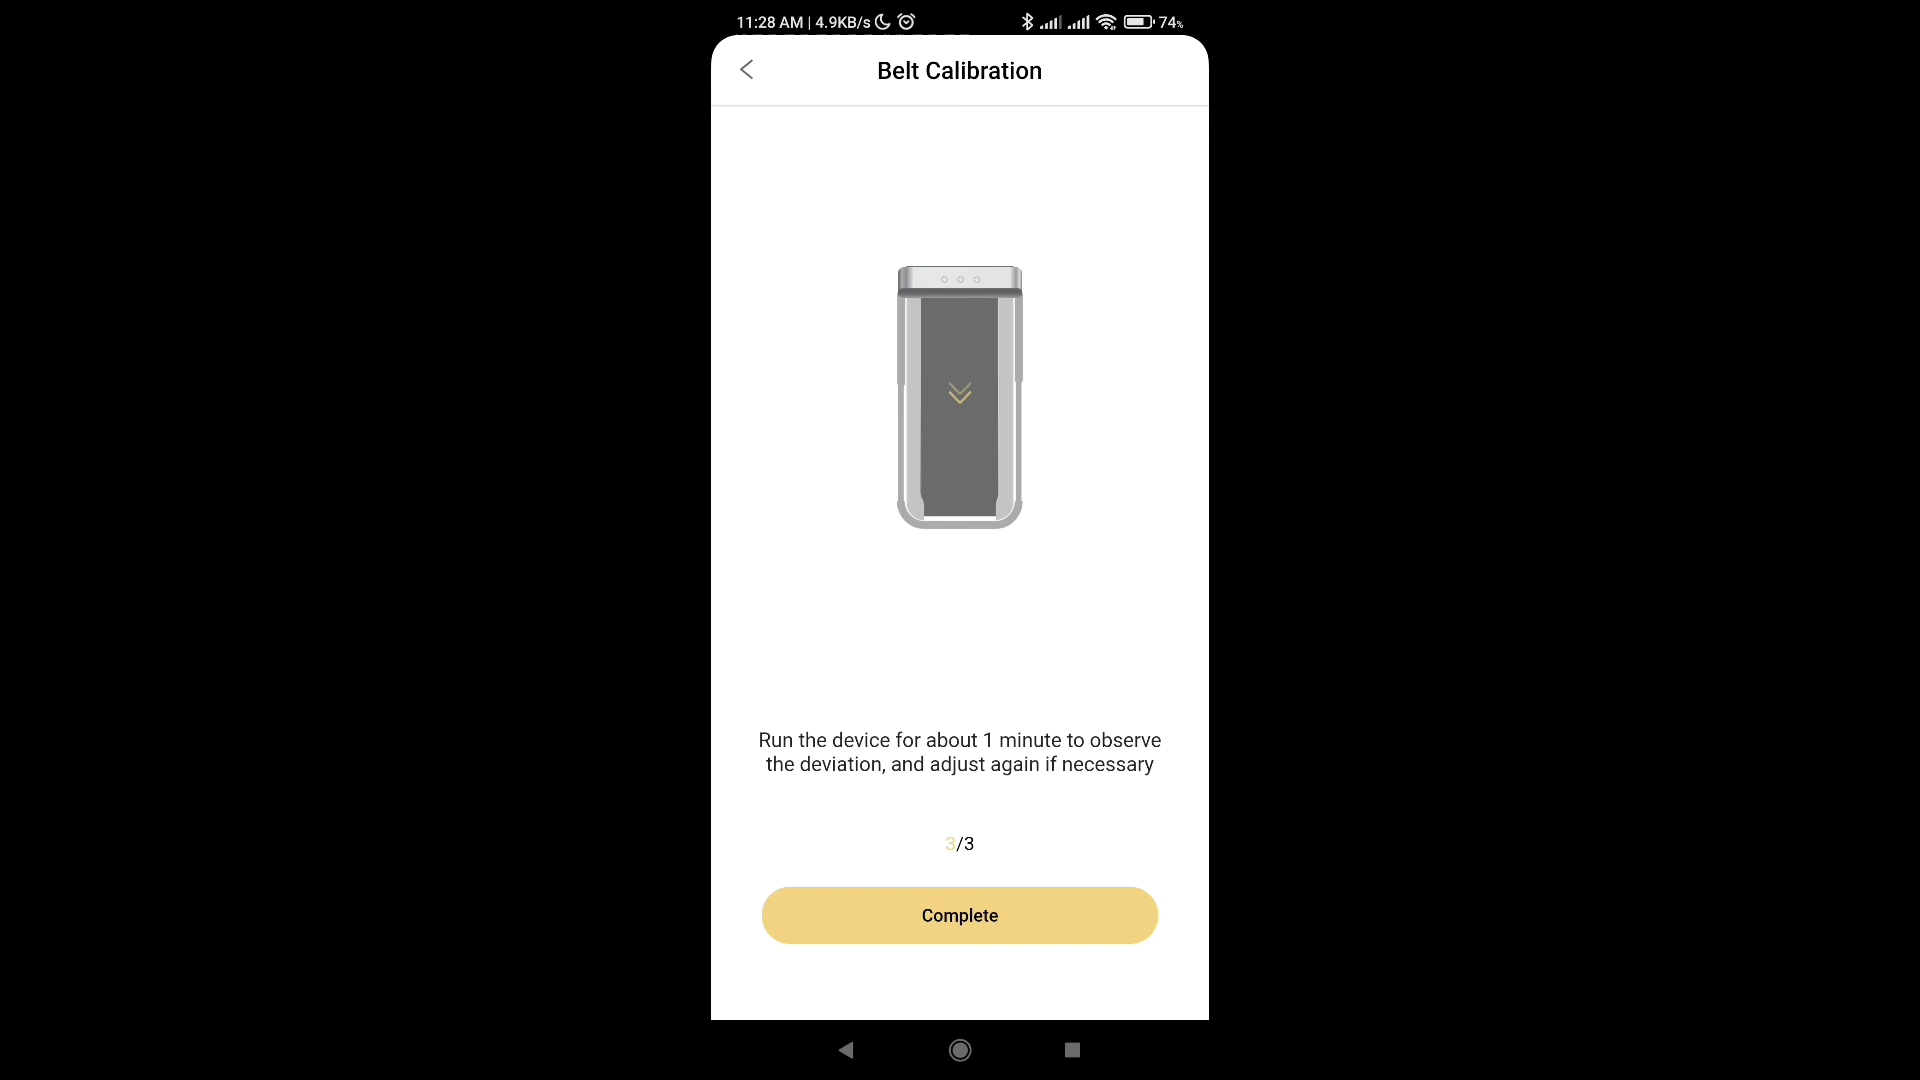 11:28 AM | 4.9KB/s 74%
Belt Calibration
Run the device for about 1 minute to observe
the deviation, and adjust again if necessary
3/3
Complete